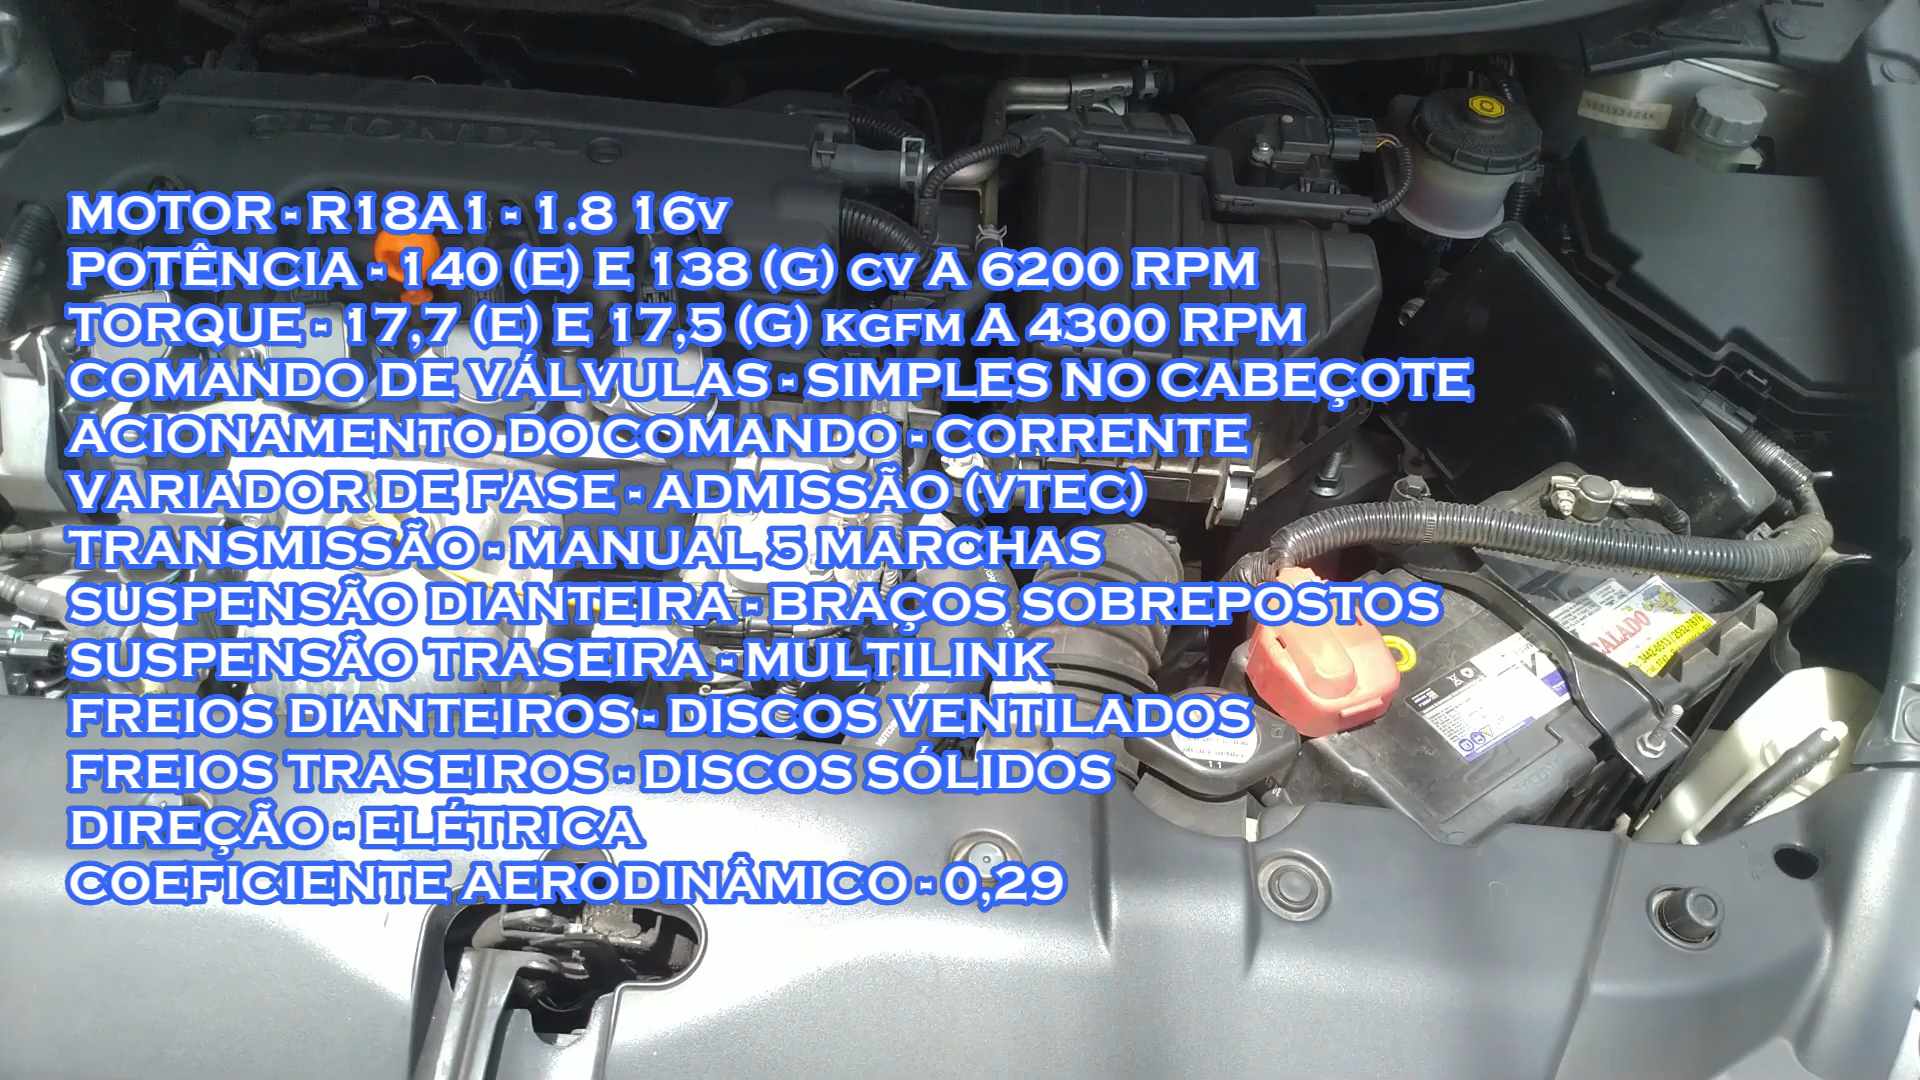 HONDA
MOTOR - R18A1 - 1.8 16v
POTÊNCIA - 140 (E) E 138 (G) cv A 6200 RPM
TORQUE - 17,7 (E) E 17,5 (G) KGFM A 4300 RPM
COMANDO DE VÁLVULAS - SIMPLES NO CABEÇOTE
ACIONAMENTO DO COMANDO - CORRENTE
VARIADOR DE FASE - ADMISSÃO (VTEC)
TRANSMISSÃO - MANUAL 5 MARCHAS
SUSPENSÃO DIANTEIRA - BRAÇOS SOBREPOSTOS
SUSPENSÃO TRASEIRA - MULTILINK
FREIOS DIANTEIROS - DISCOS VENTILADOS
FREIOS TRASEIROS - DISCOS SÓLIDOS
DIREÇÃO - ELÉTRICA
COEFICIENTE AERODINÂMICO - 0,29